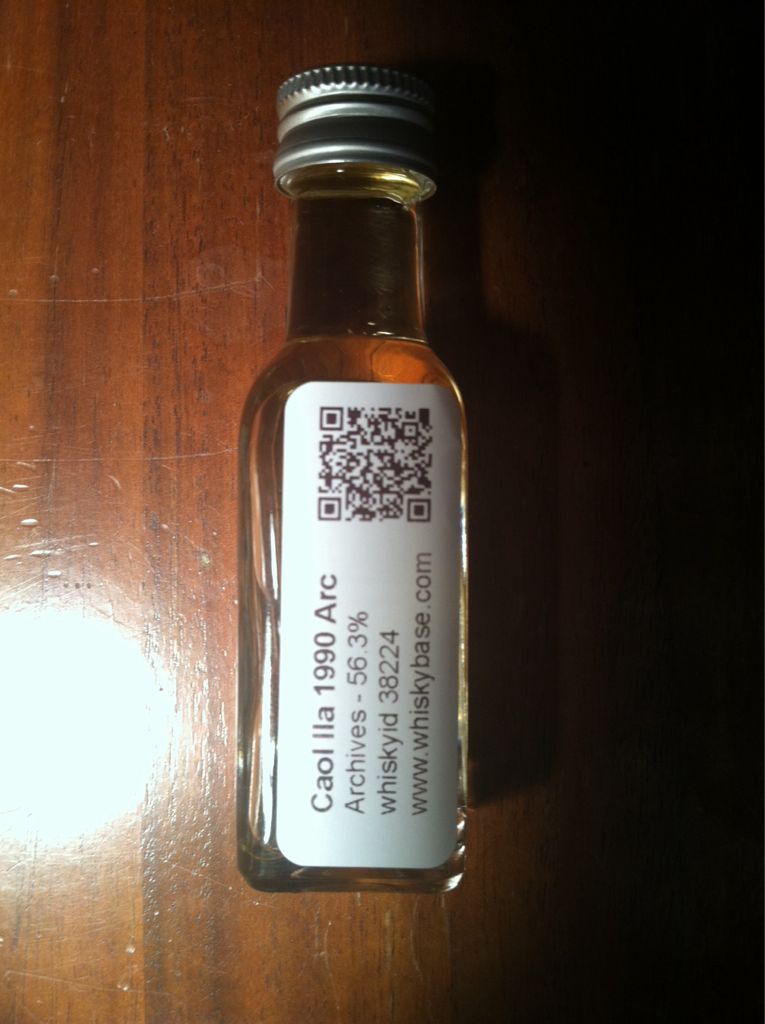 Caol Ila 1990 Arc
Archives - 56.3%
whiskyid 38224
www.whiskybase.com